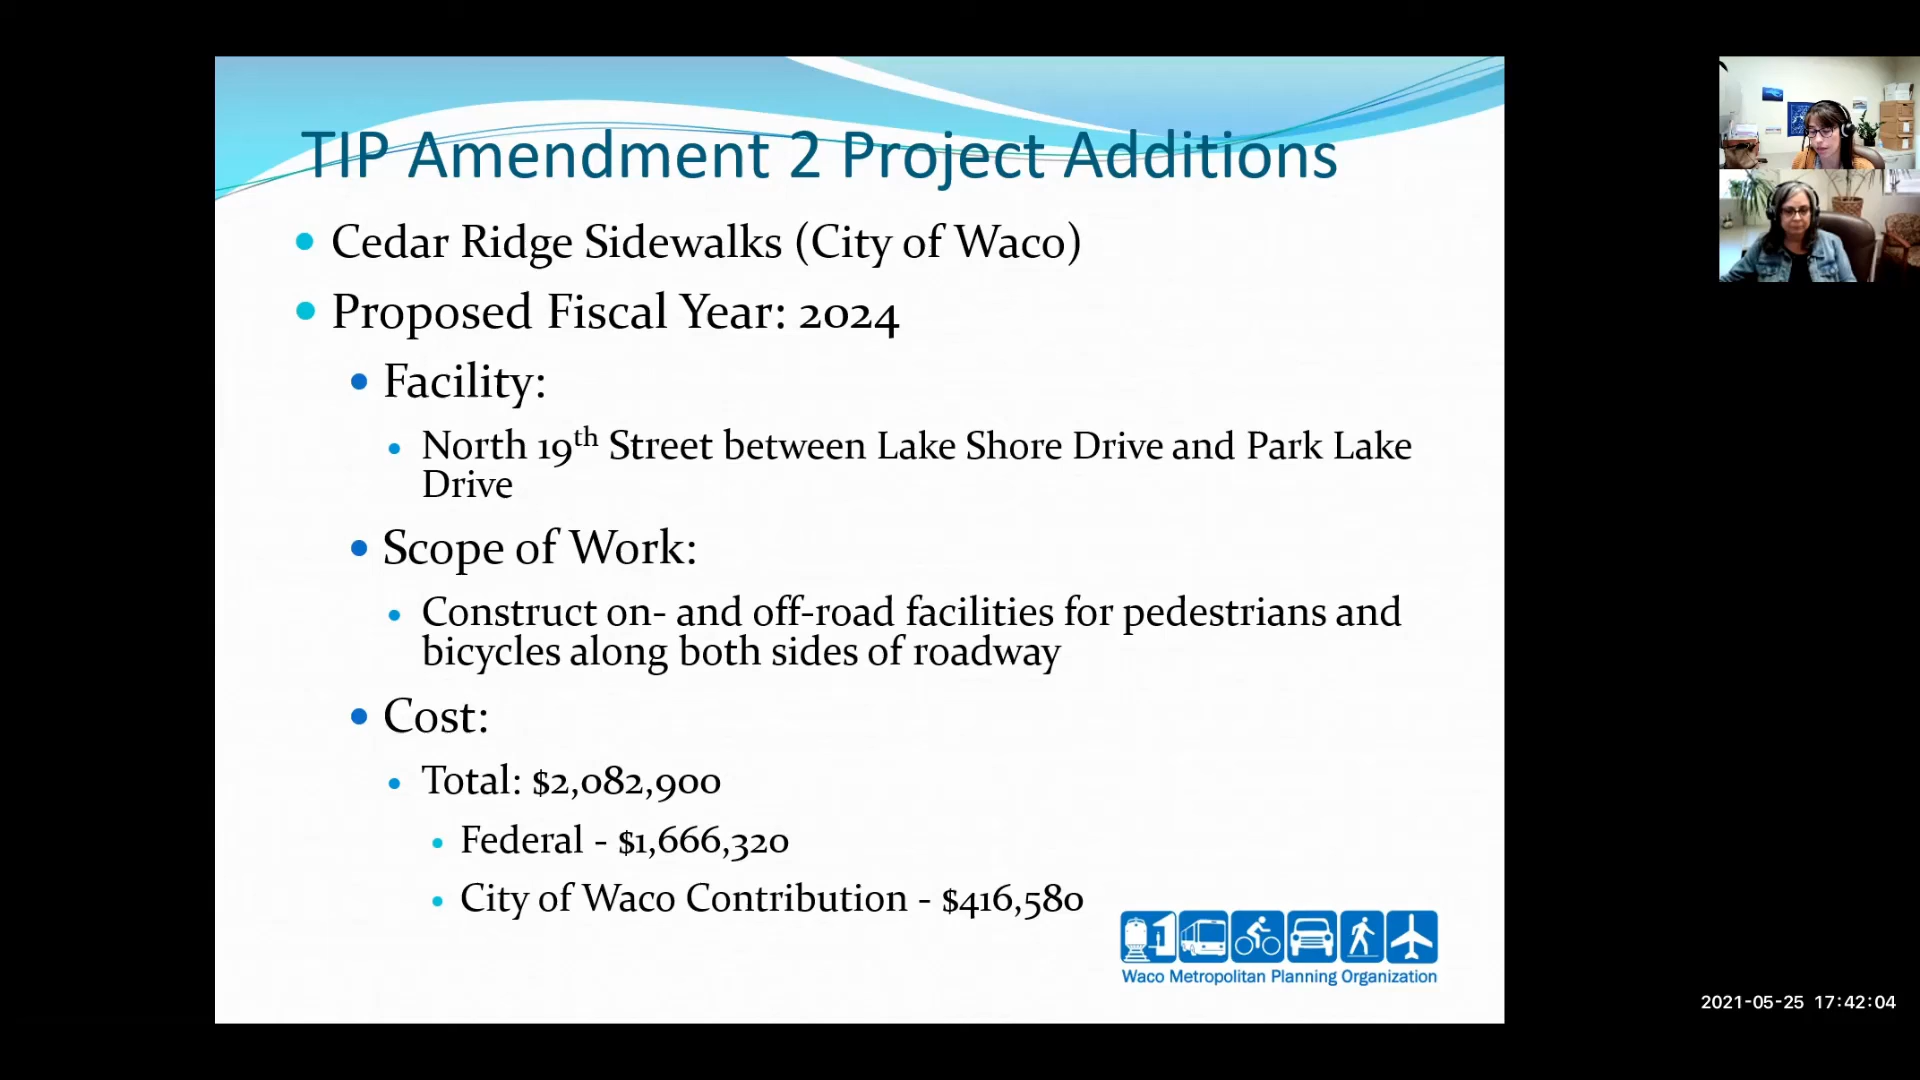 TIP Amendment 2 Project Additions
Cedar Ridge Sidewalks (City of Waco)
Proposed Fiscal Year: 2024
Facility:
North 19th Street between Lake Shore Drive and Park Lake
Drive
Scope of Work:
Construct on- and off-road facilities for pedestrians and
bicycles along both sides of roadway
Cost:
Total: $2,082,900
Federal - $1,666,320
City of Waco Contribution - $416,580
Waco Metropolitan Planning Organization
2021-05-25 17:42:04